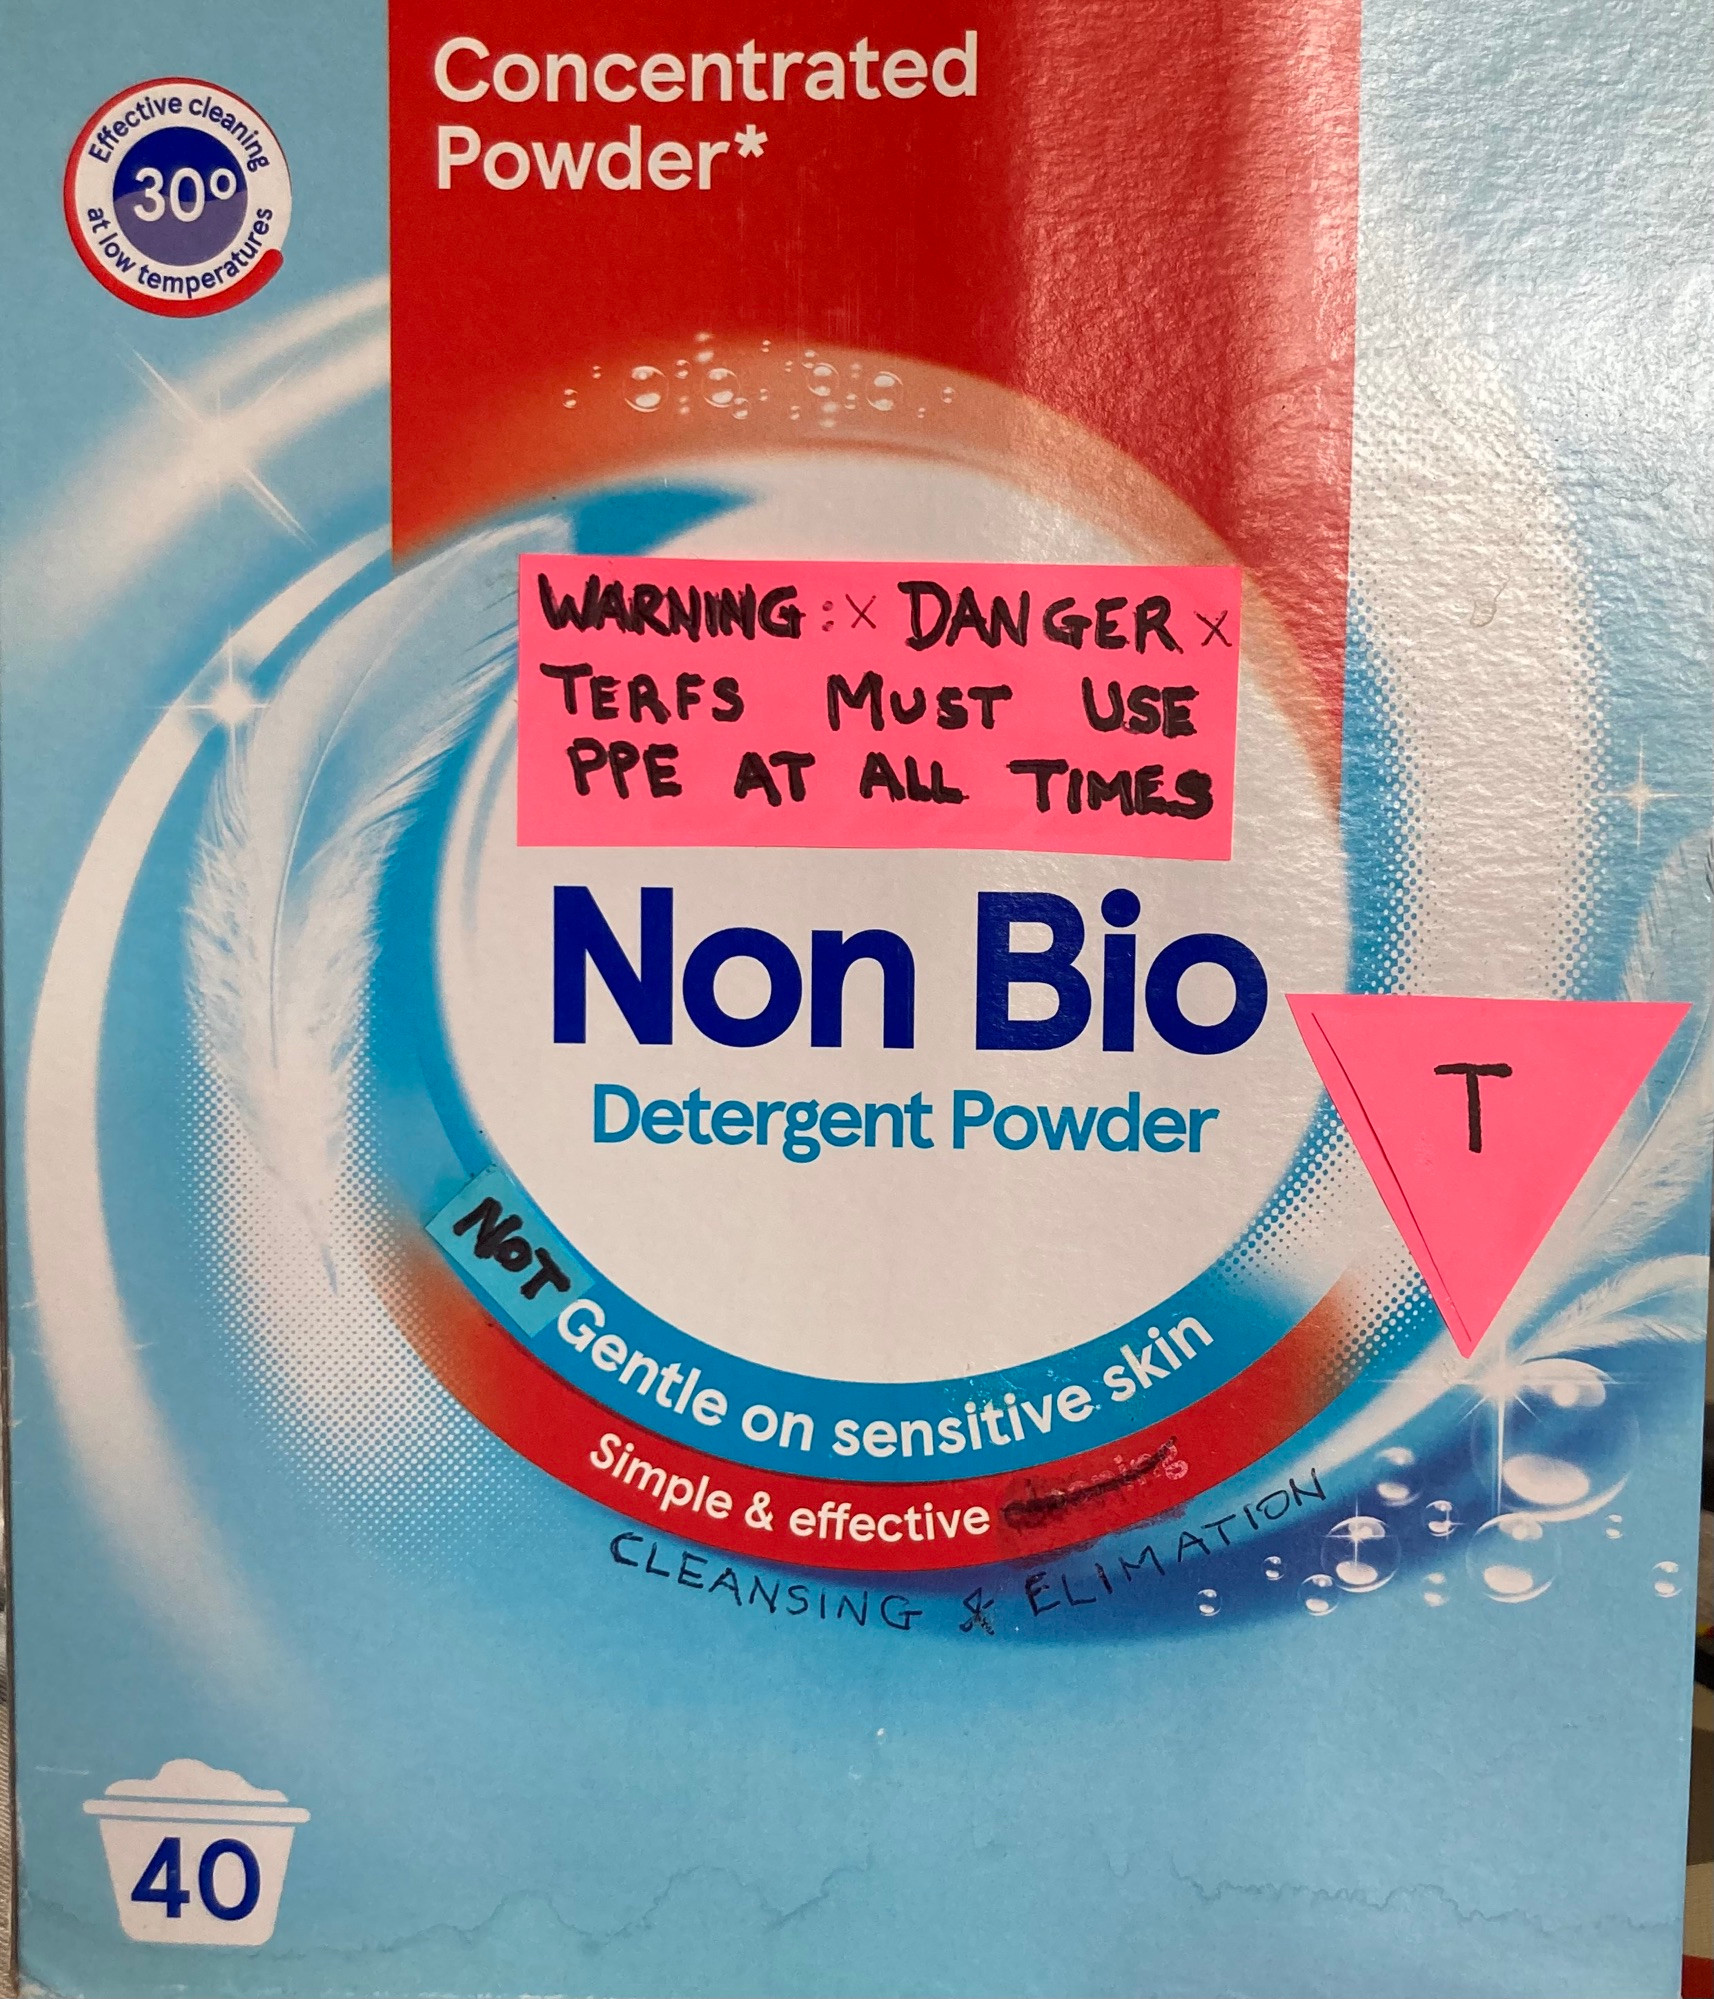 Concentrated
Powder*
Effective cleaning
30°
at low temperatures
WARNING: x DANGER x
TERFS MUST USE
PPE AT ALL TIMES
Non Bio
Detergent Powder
T
NOT Gentle on sensitive skin
Simple & effective cleaning
CLEANSING & ELIMATION
40